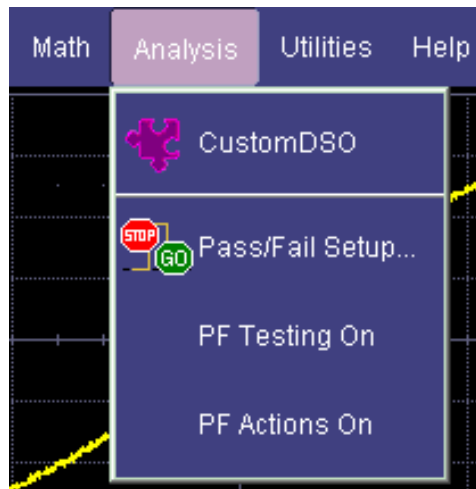 Math Analysis Utilities Help
CustomDSO
STOP
GO
Pass/Fail Setup...
PF Testing On
PF Actions On